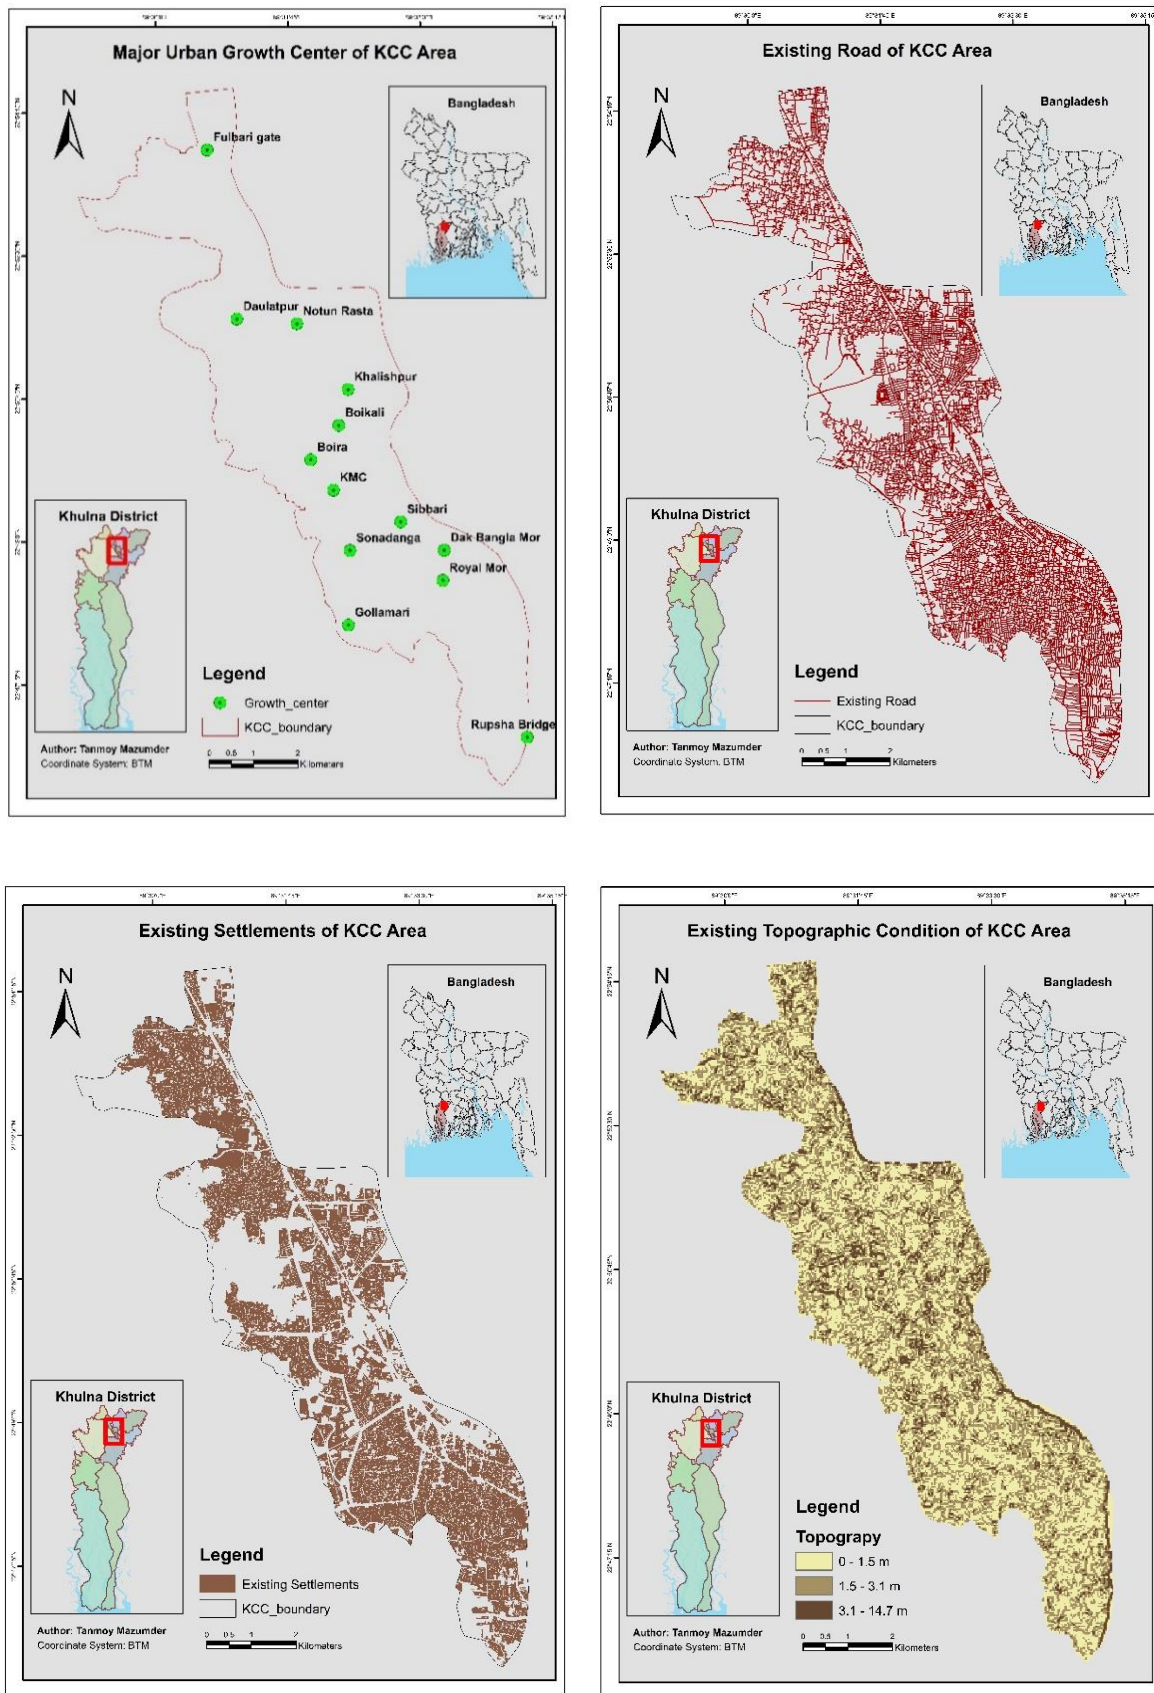 Major Urban Growth Center of KCC Area
N
Bangladesh
Fulbari gate
Daulatpur
Notun Rasta
Khalishpur
Boikali
Boira
KMC
Sibbari
Sonadanga
Dak Bangla Mor
Royal Mor
Gollamari
Rupsha Bridge
Khulna District
Legend
Growth_center
KCC_boundary
Author: Tanmoy Mazumder
Coordinate System: BTM
0 0.5 1 2
Kilometers
Existing Road of KCC Area
N
Bangladesh
Khulna District
Legend
Existing Road
KCC_boundary
Author: Tanmoy Mazumder
Coordinate System: BTM
0 0.5 1 2
Kilometers
Existing Settlements of KCC Area
N
Bangladesh
Khulna District
Legend
Existing Settlements
KCC_boundary
Author: Tanmoy Mazumder
Coordinate System: BTM
0 0.5 1 2
Kilometers
Existing Topographic Condition of KCC Area
N
Bangladesh
Khulna District
Legend
Topograpy
0 - 1.5 m
1.5 - 3.1 m
3.1 - 14.7 m
Author: Tanmoy Mazumder
Coordinate System: BTM
0 0.5 1 2
Kilometers